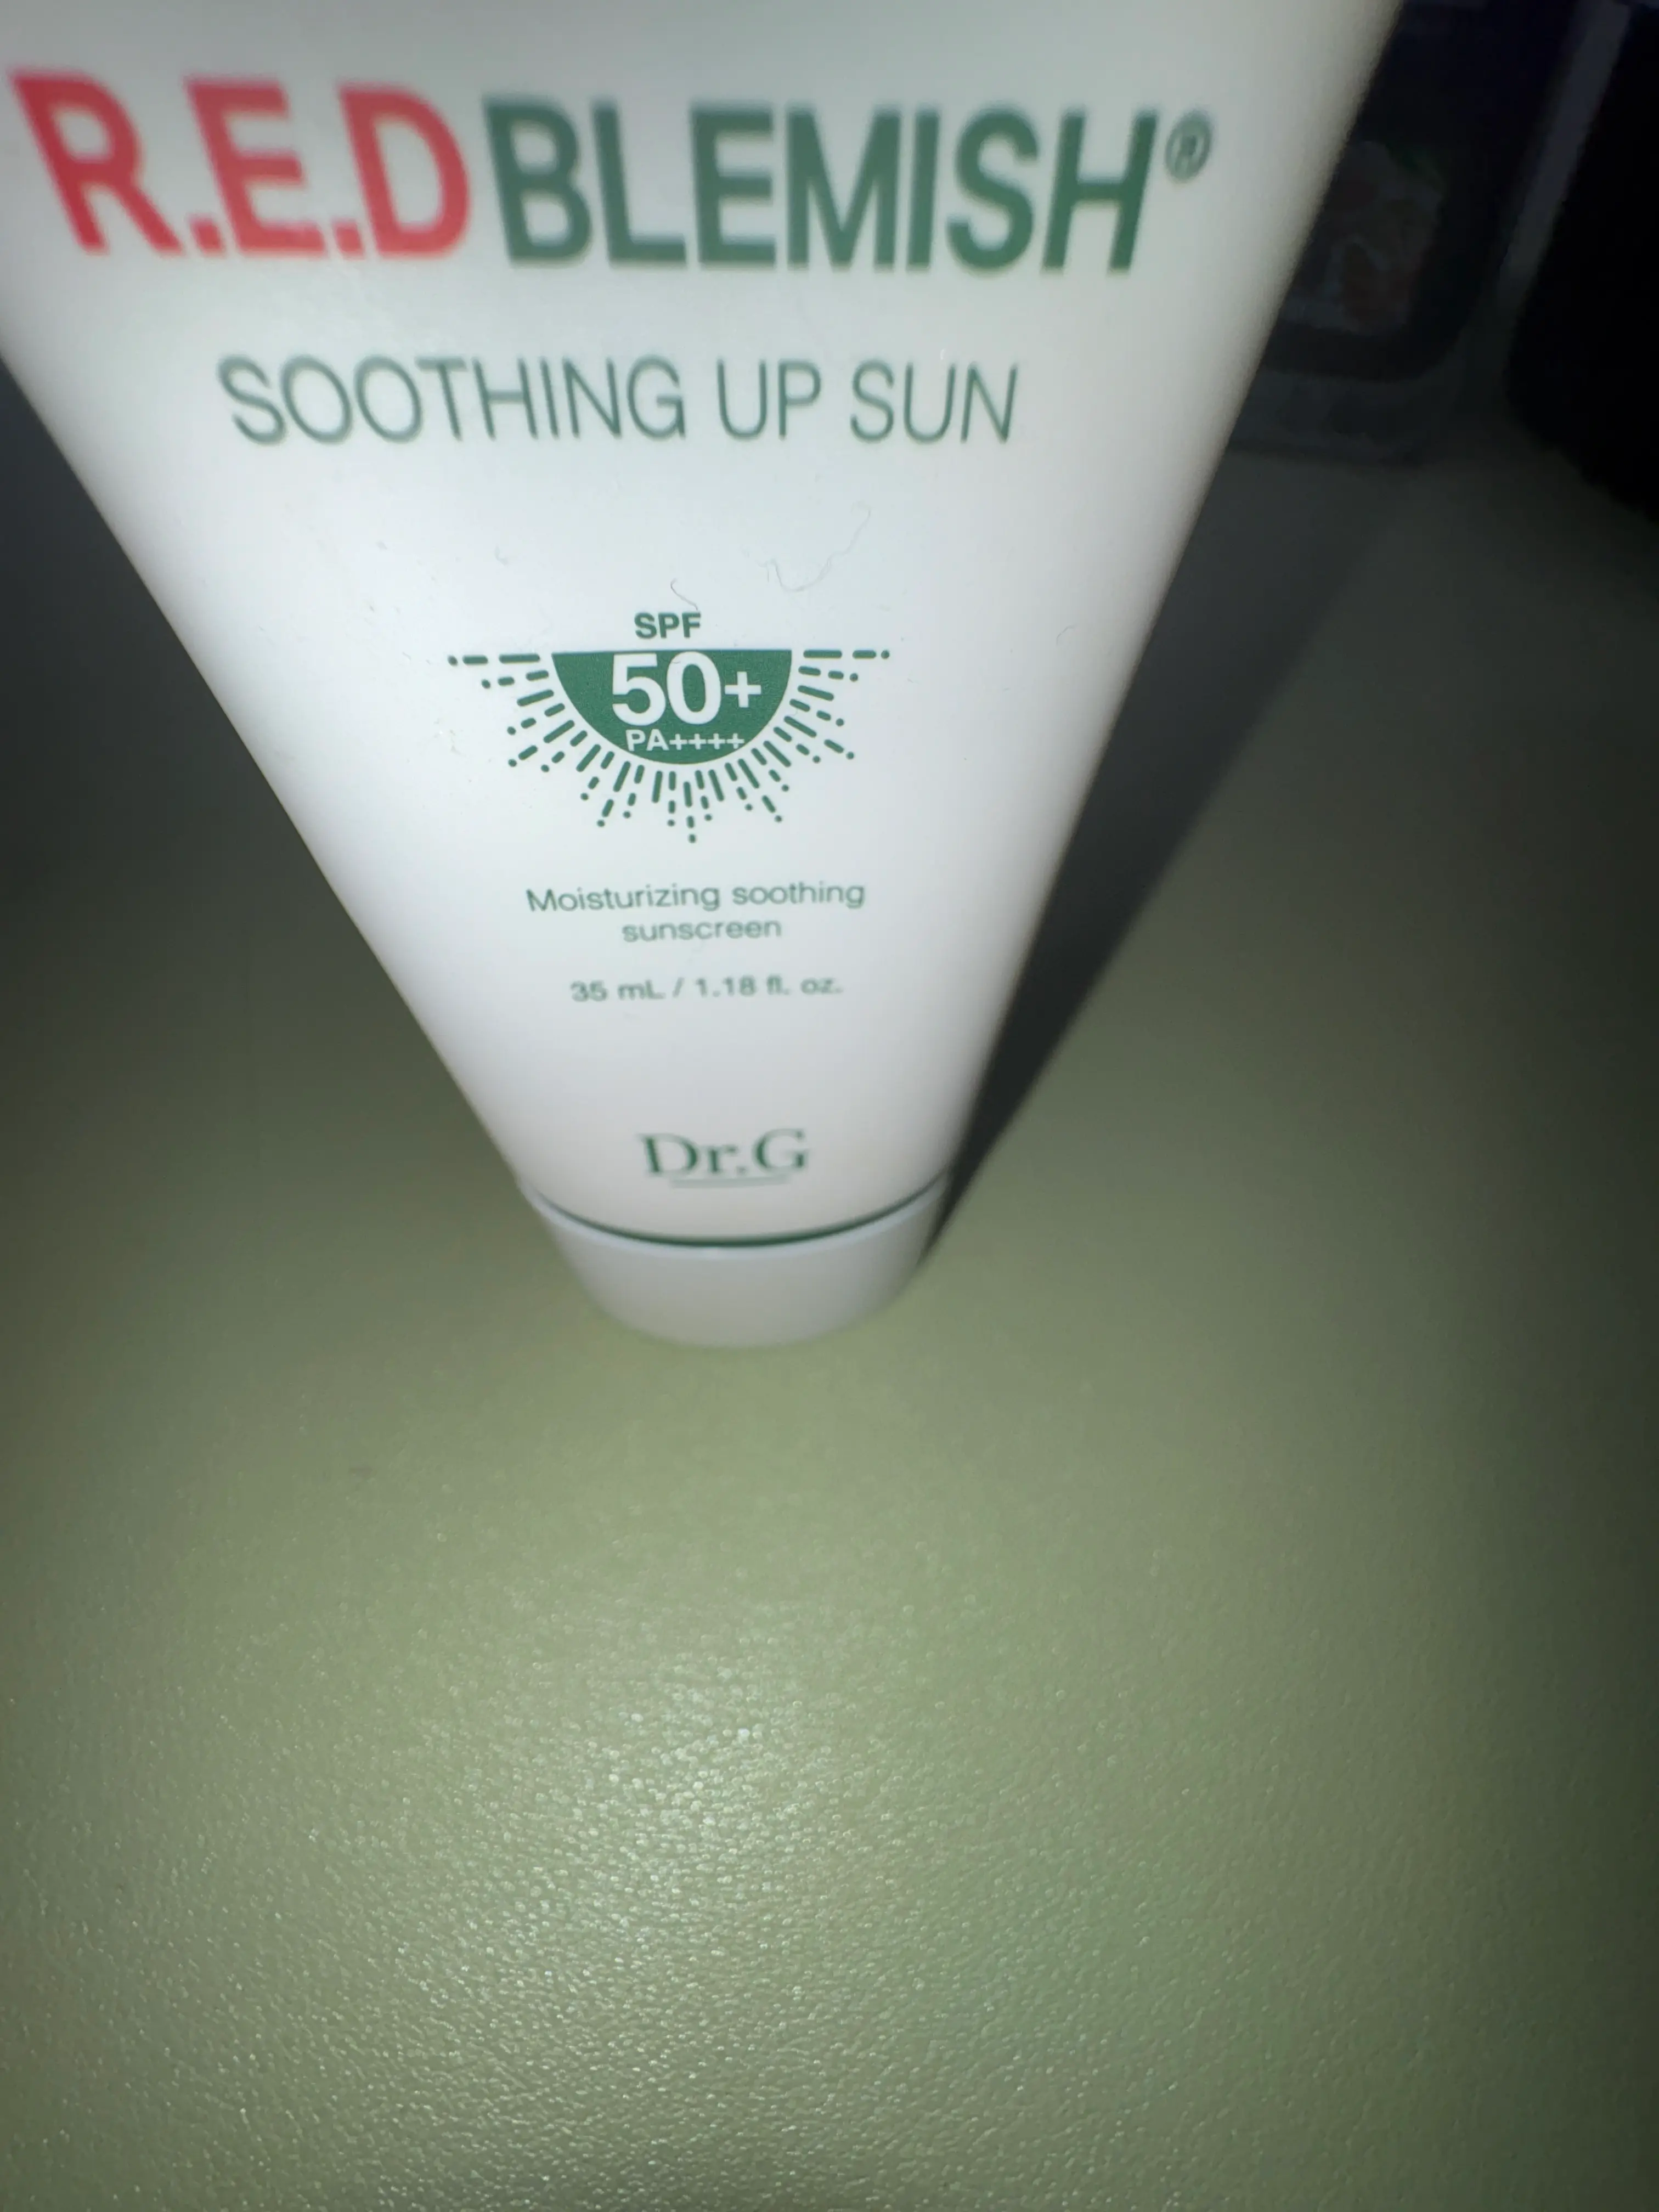 R.E.D BLEMISH®
SOOTHING UP SUN
SPF
50+
PA++++
Moisturizing soothing
sunscreen
35 mL / 1.18 fl. oz.
Dr.G